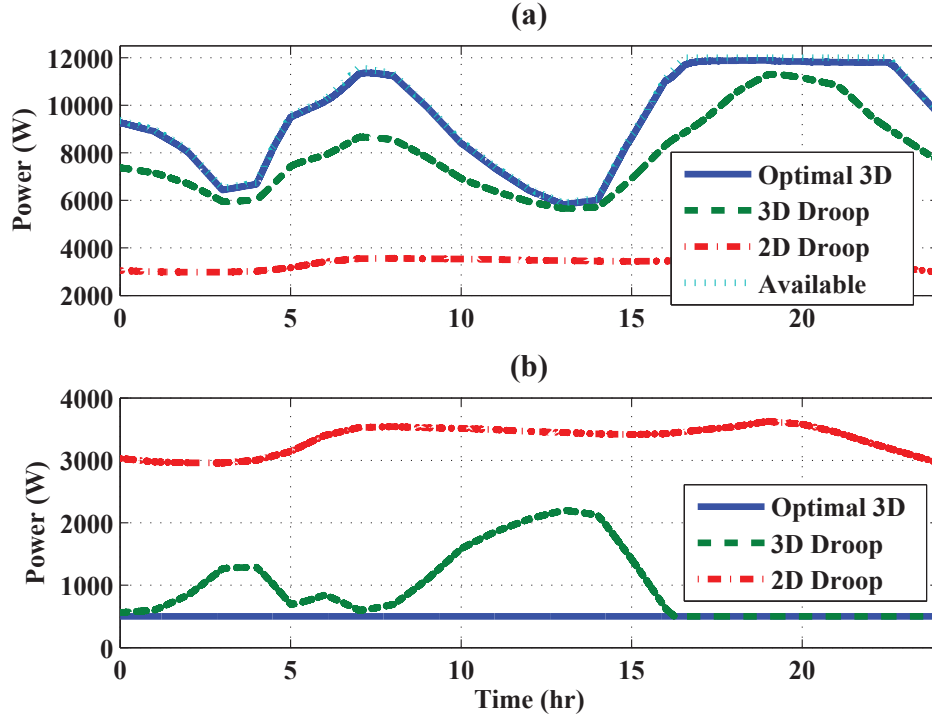 (a)
12000
10000
8000
6000
4000
2000
Power (W)
0
5
10
15
20
Optimal 3D
3D Droop
2D Droop
Available
(b)
4000
3000
2000
1000
0
Power (W)
0
5
10
15
20
Time (hr)
Optimal 3D
3D Droop
2D Droop